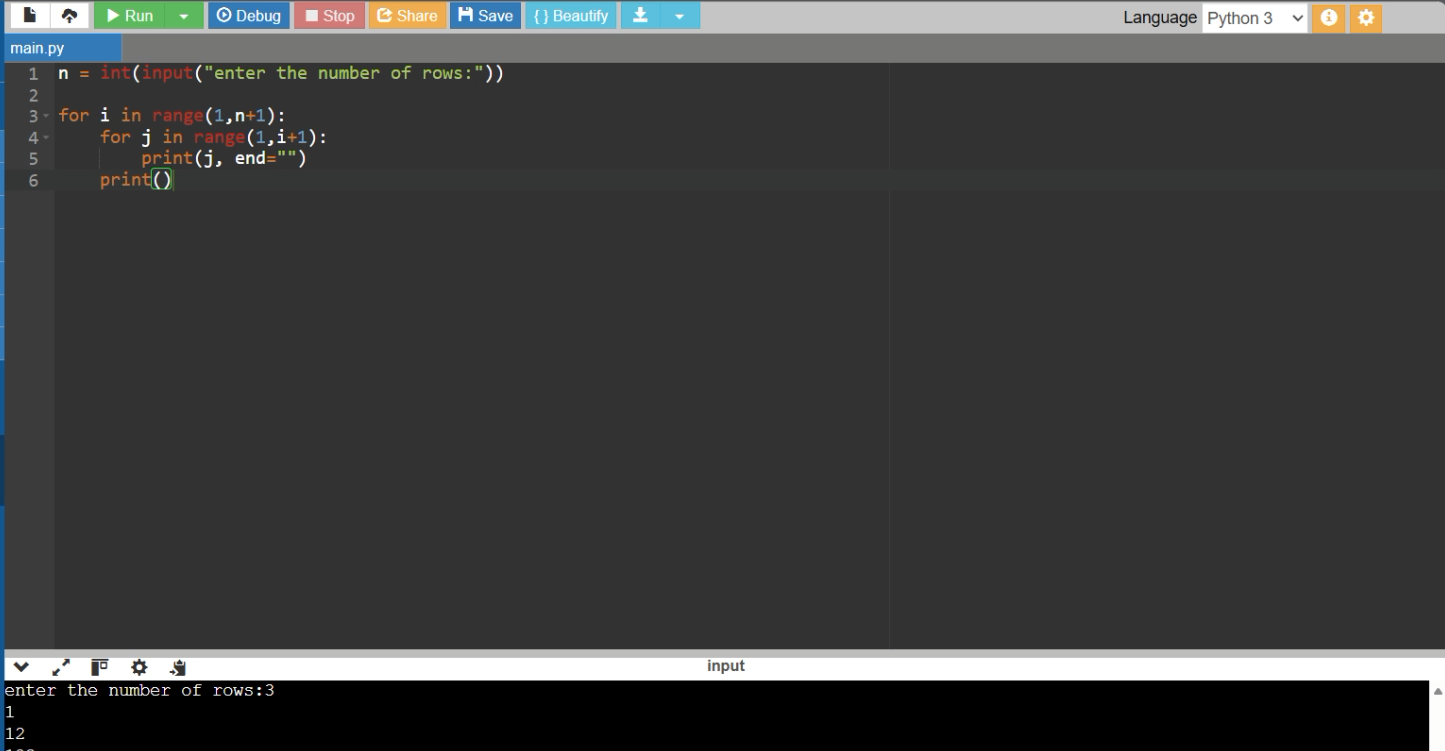 Run Debug Stop Share Save { } Beautify Language Python 3
main.py
1 n = int(input("enter the number of rows:"))
2
3 for i in range(1,n+1):
4     for j in range(1,i+1):
5         print(j, end="")
6     print()
input
enter the number of rows:3
1
12